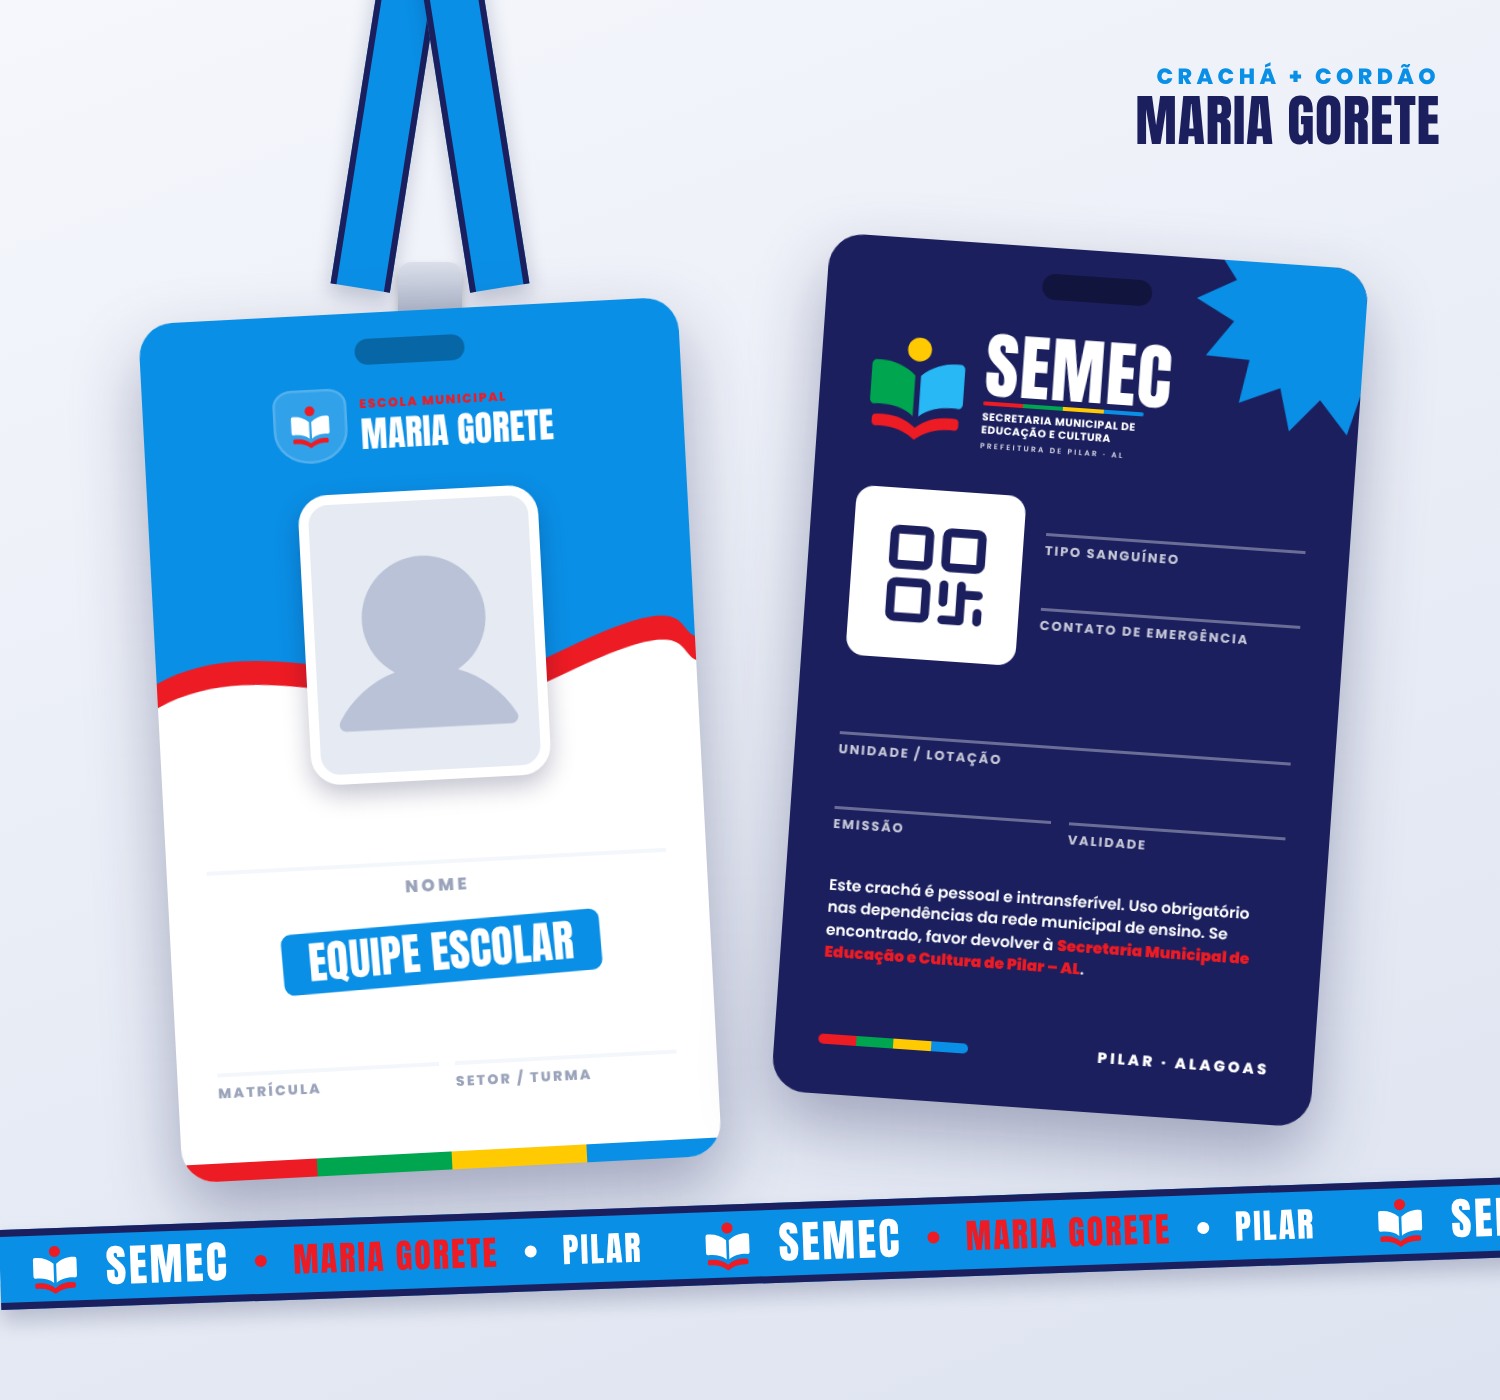 CRACHÁ + CORDÃO
MARIA GORETE
ESCOLA MUNICIPAL
MARIA GORETE
NOME
EQUIPE ESCOLAR
MATRÍCULA
SETOR / TURMA
SEMEC
SECRETARIA MUNICIPAL DE
EDUCAÇÃO E CULTURA
PREFEITURA DE PILAR · AL
TIPO SANGUÍNEO
CONTATO DE EMERGÊNCIA
UNIDADE / LOTAÇÃO
EMISSÃO
VALIDADE
Este crachá é pessoal e intransferível. Uso obrigatório
nas dependências da rede municipal de ensino. Se
encontrado, favor devolver à Secretaria Municipal de
Educação e Cultura de Pilar – AL.
PILAR · ALAGOAS
SEMEC • MARIA GORETE • PILAR SEMEC • MARIA GORETE • PILAR SE